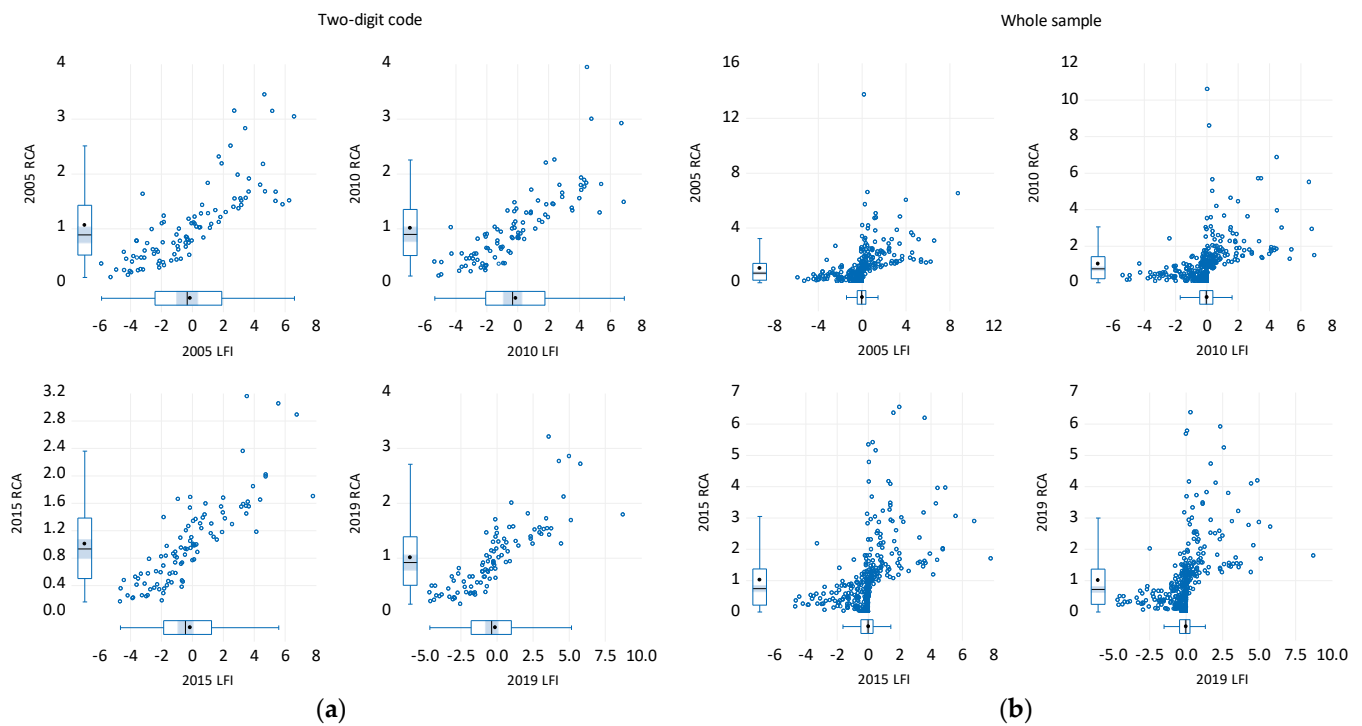 Two-digit code
Whole sample
4
3
2
1
0
2005 RCA
-6 -4 -2 0 2 4 6 8
2005 LFI
4
3
2
1
0
2010 RCA
-6 -4 -2 0 2 4 6 8
2010 LFI
16
12
8
4
0
2005 RCA
-8 -4 0 4 8 12
2005 LFI
12
10
8
6
4
2
0
2010 RCA
-6 -4 -2 0 2 4 6 8
2010 LFI
3.2
2.8
2.4
2.0
1.6
1.2
0.8
0.4
0.0
2015 RCA
-6 -4 -2 0 2 4 6 8
2015 LFI
4
3
2
1
0
2019 RCA
-5.0 -2.5 0.0 2.5 5.0 7.5 10.0
2019 LFI
7
6
5
4
3
2
1
0
2015 RCA
-6 -4 -2 0 2 4 6 8
2015 LFI
7
6
5
4
3
2
1
0
2019 RCA
-5.0 -2.5 0.0 2.5 5.0 7.5 10.0
2019 LFI
(a)
(b)